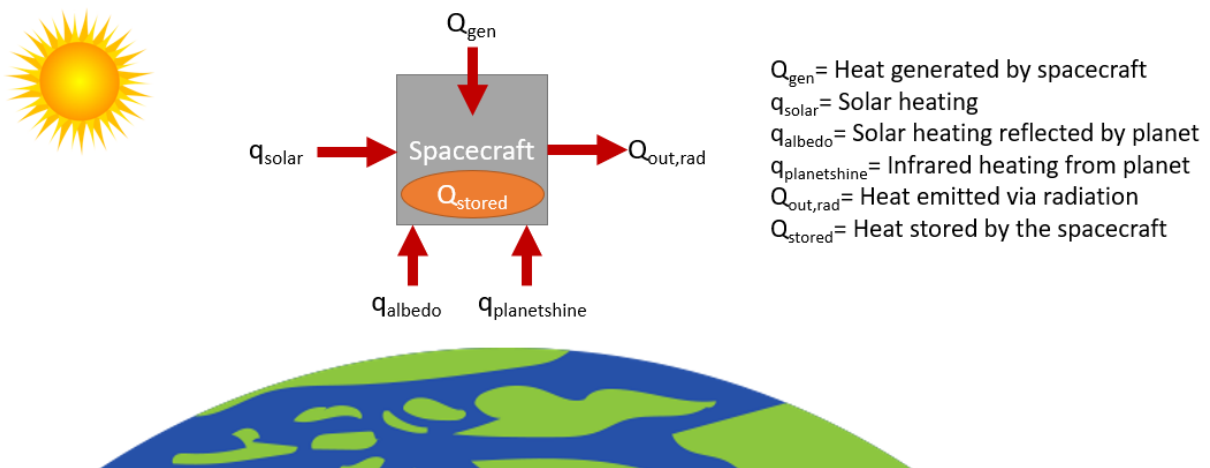 Qgen
qsolar
Spacecraft
Qout,rad
Qstored
qalbedo
qplanetshine
Qgen= Heat generated by spacecraft
qsolar= Solar heating
qalbedo= Solar heating reflected by planet
qplanetshine= Infrared heating from planet
Qout,rad= Heat emitted via radiation
Qstored= Heat stored by the spacecraft